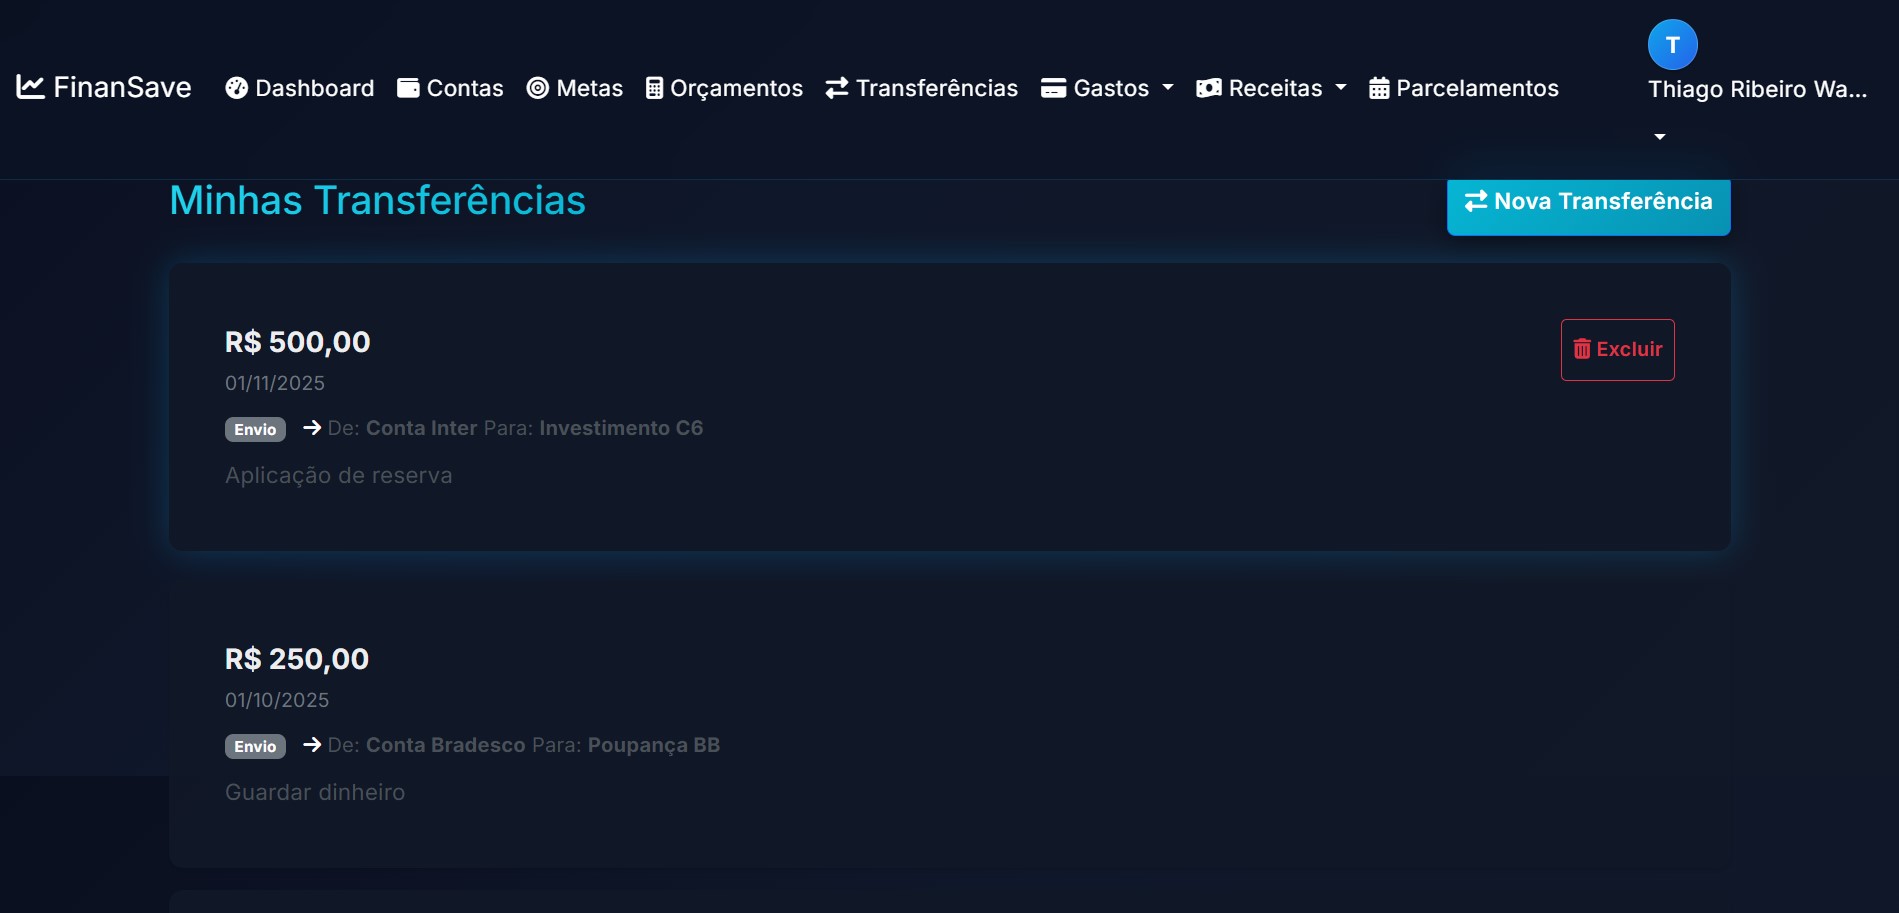 FinanSave Dashboard Contas Metas Orçamentos Transferências Gastos Receitas Parcelamentos
T
Thiago Ribeiro Wa...
Minhas Transferências
Nova Transferência
R$ 500,00
Excluir
01/11/2025
Envio De: Conta Inter Para: Investimento C6
Aplicação de reserva
R$ 250,00
01/10/2025
Envio De: Conta Bradesco Para: Poupança BB
Guardar dinheiro